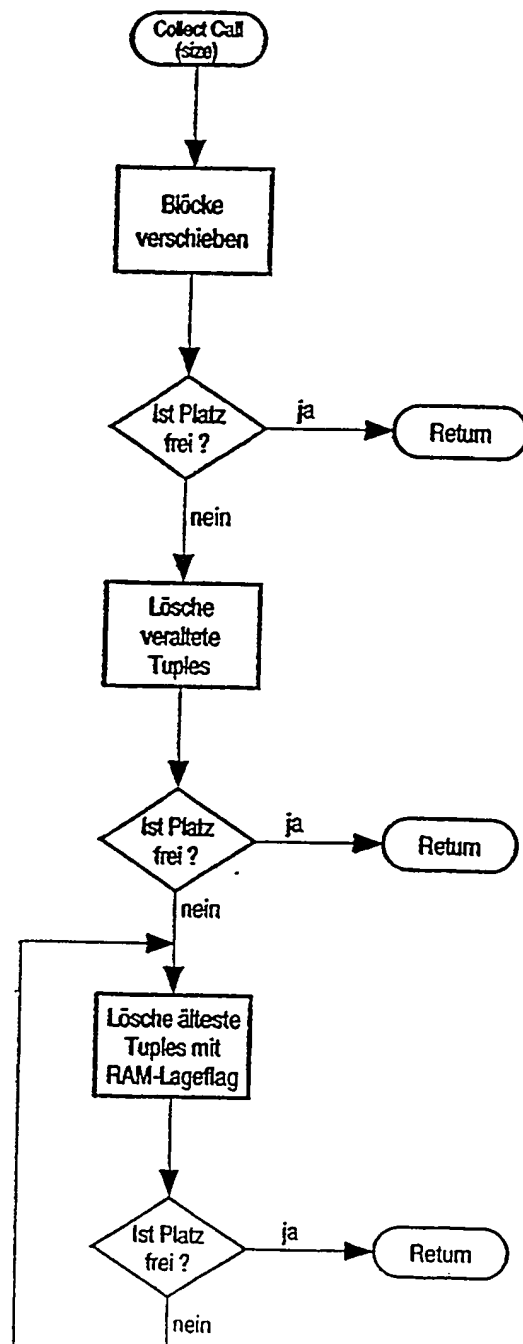 Collect Call
(size)
Blöcke
verschieben
Ist Platz
frei ?
ja
Return
nein
Lösche
veraltete
Tuples
Ist Platz
frei ?
ja
Return
nein
Lösche älteste
Tuples mit
RAM-Lageflag
Ist Platz
frei ?
ja
Return
nein